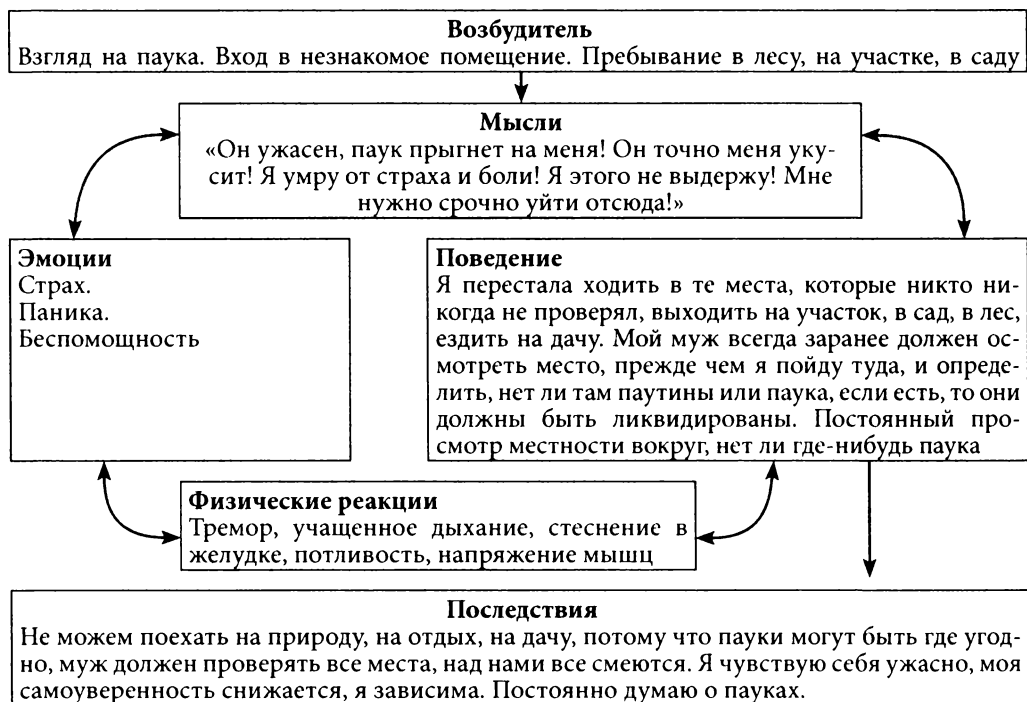 Возбудитель
Взгляд на паука. Вход в незнакомое помещение. Пребывание в лесу, на участке, в саду
Мысли
«Он ужасен, паук прыгнет на меня! Он точно меня уку-
сит! Я умру от страха и боли! Я этого не выдержу! Мне
нужно срочно уйти отсюда!»
Эмоции
Страх.
Паника.
Беспомощность
Поведение
Я перестала ходить в те места, которые никто ни-
когда не проверял, выходить на участок, в сад, в лес,
ездить на дачу. Мой муж всегда заранее должен ос-
мотреть место, прежде чем я пойду туда, и опреде-
лить, нет ли там паутины или паука, если есть, то они
должны быть ликвидированы. Постоянный про-
смотр местности вокруг, нет ли где-нибудь паука
Физические реакции
Тремор, учащенное дыхание, стеснение в
желудке, потливость, напряжение мышц
Последствия
Не можем поехать на природу, на отдых, на дачу, потому что пауки могут быть где угод-
но, муж должен проверять все места, над нами все смеются. Я чувствую себя ужасно, моя
самоуверенность снижается, я зависима. Постоянно думаю о пауках.